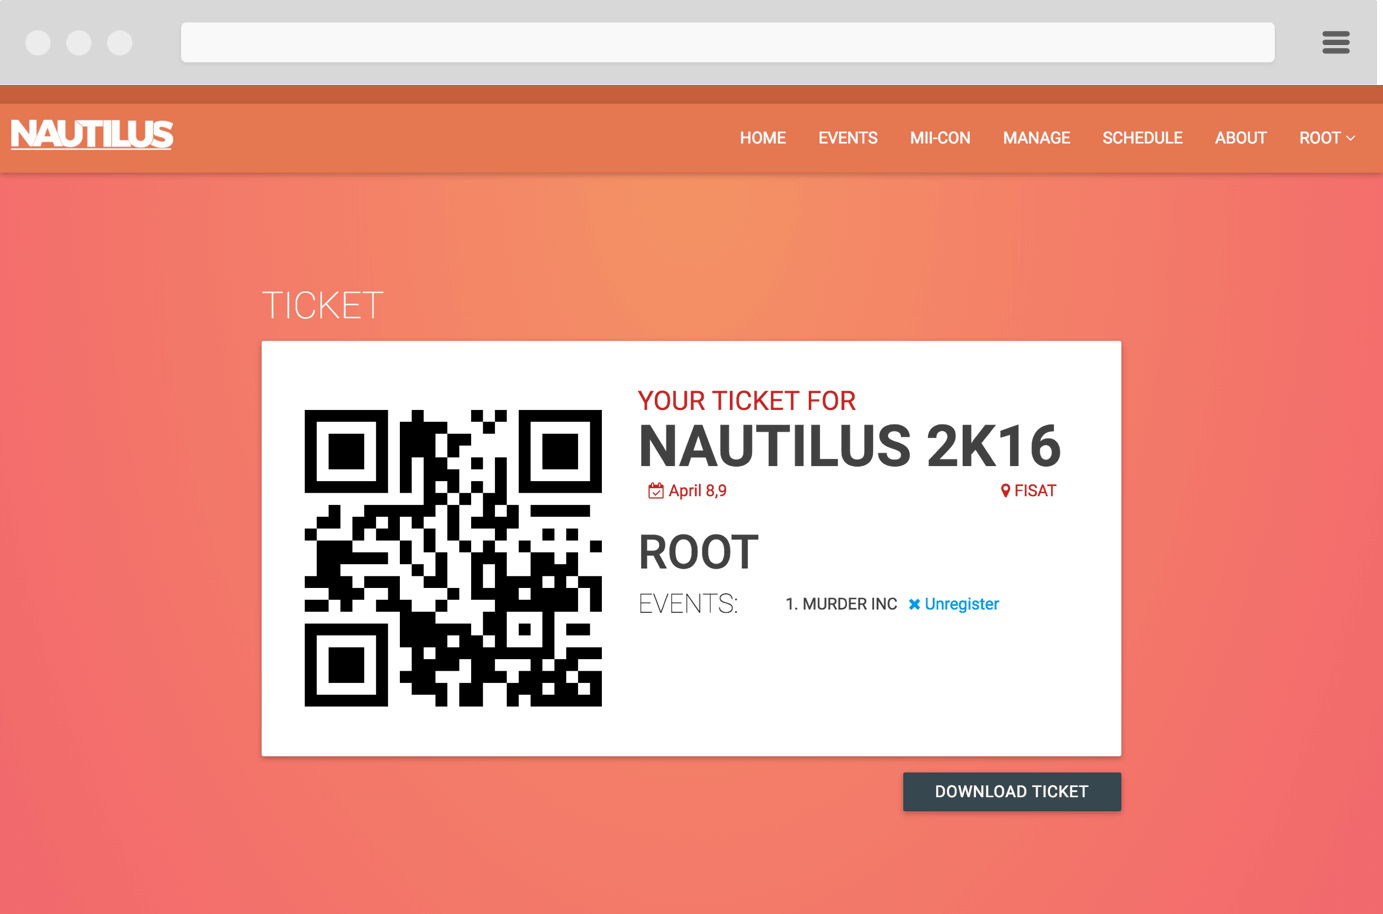 NAUTILUS
HOME EVENTS MII-CON MANAGE SCHEDULE ABOUT ROOT
TICKET
YOUR TICKET FOR
NAUTILUS 2K16
April 8,9 FISAT
ROOT
EVENTS: 1. MURDER INC Unregister
DOWNLOAD TICKET